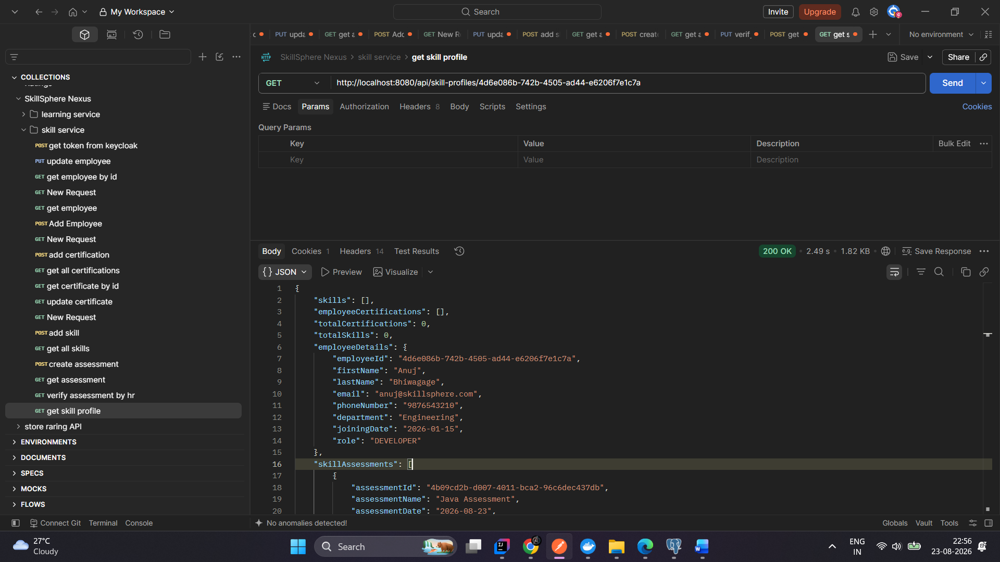 My Workspace
Search
Invite
Upgrade
PUT upda
GET get a
POST Adc
GET New R
PUT upda
POST add s
GET get a
POST create
GET get a
PUT verif
POST get
GET get s
No environment
HTTP
SkillSphere Nexus > skill service > get skill profile
Save
Share
COLLECTIONS
SkillSphere Nexus
learning service
skill service
POST get token from keycloak
PUT update employee
GET get employee by id
GET New Request
GET get employee
POST Add Employee
GET New Request
POST add certification
GET get all certifications
GET get certificate by id
GET update certificate
GET New Request
POST add skill
GET get all skills
POST create assessment
GET get assessment
GET verify assessment by hr
GET get skill profile
store raring API
ENVIRONMENTS
DOCUMENTS
SPECS
MOCKS
FLOWS
GET http://localhost:8080/api/skill-profiles/4d6e086b-742b-4505-ad44-e6206f7e1c7a
Send
Docs Params Authorization Headers 8 Body Scripts Settings
Cookies
Query Params
Key Value Description Bulk Edit
Key Value Description
Body Cookies 1 Headers 14 Test Results
200 OK • 2.49 s • 1.82 KB • e.g. Save Response
{} JSON Preview Visualize
1 {
2 "skills": [],
3 "employeeCertifications": [],
4 "totalCertifications": 0,
5 "totalSkills": 0,
6 "employeeDetails": {
7 "employeeId": "4d6e086b-742b-4505-ad44-e6206f7e1c7a",
8 "firstName": "Anuj",
9 "lastName": "Bhiwagage",
10 "email": "anuj@skillsphere.com",
11 "phoneNumber": "9876543210",
12 "department": "Engineering",
13 "joiningDate": "2026-01-15",
14 "role": "DEVELOPER"
15 },
16 "skillAssessments": [
17 {
18 "assessmentId": "4b09cd2b-d007-4011-bca2-96c6dec437db",
19 "assessmentName": "Java Assessment",
20 "assessmentDate": "2026-08-23",
Connect Git Terminal Console
No anomalies detected!
Globals Vault Tools
27°C
Cloudy
Search
ENG
IN
22:56
23-08-2026